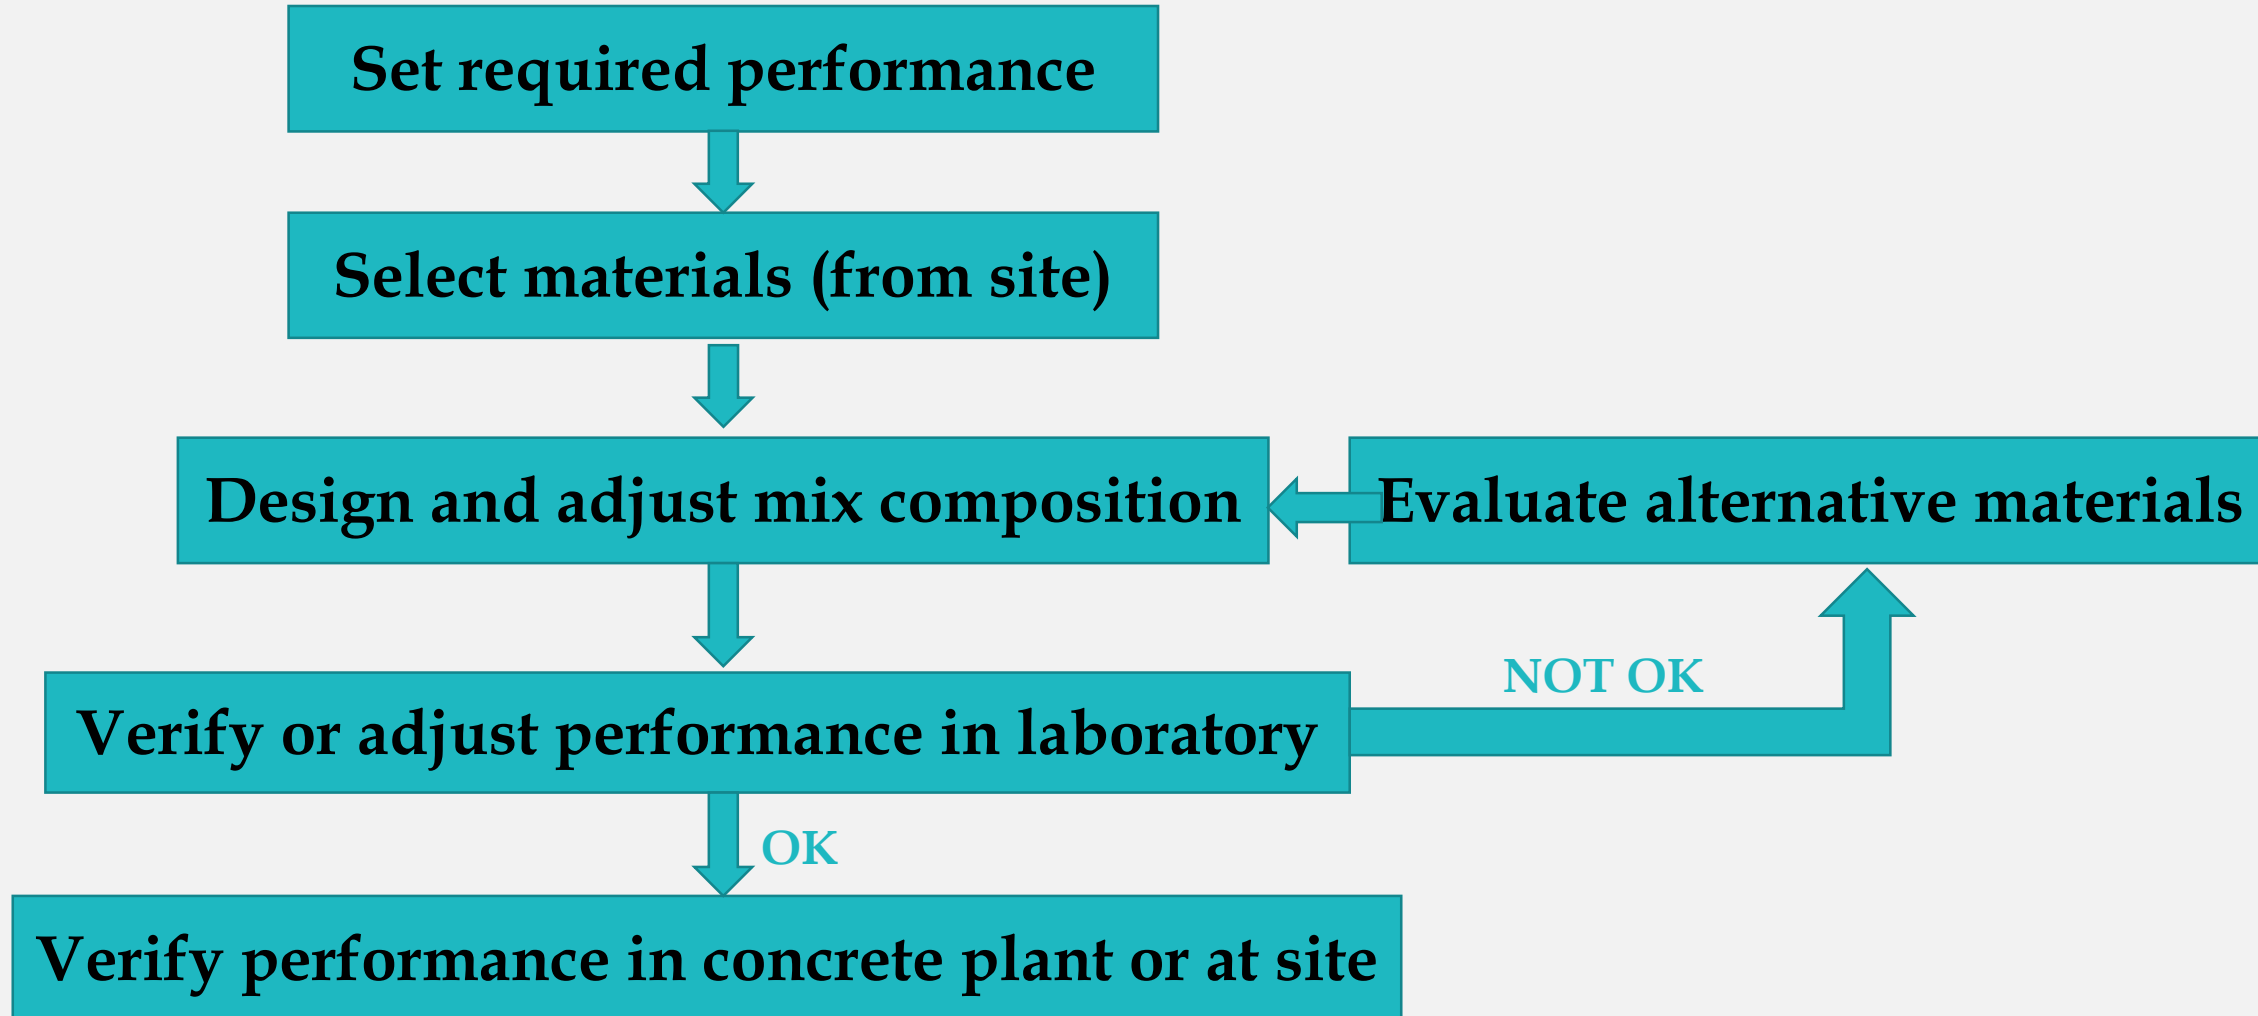 Set required performance
Select materials (from site)
Design and adjust mix composition
Evaluate alternative materials
NOT OK
Verify or adjust performance in laboratory
OK
Verify performance in concrete plant or at site